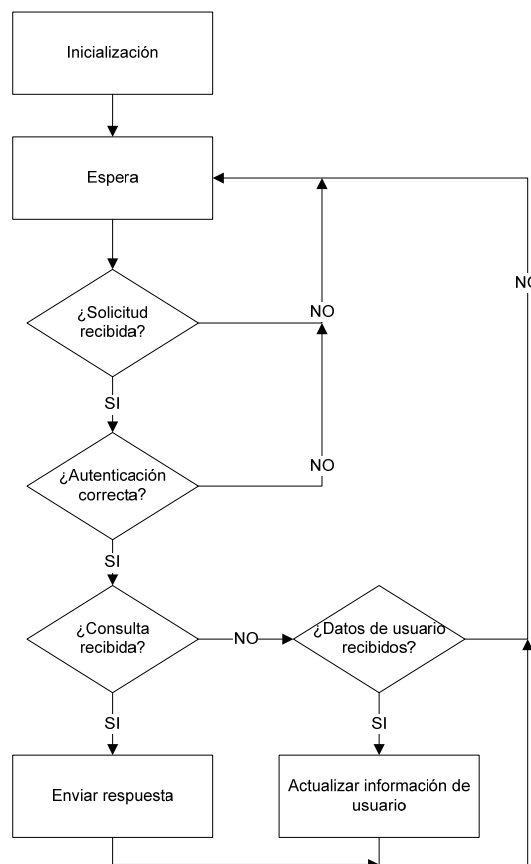 Inicialización
Espera
¿Solicitud
recibida?
NO
NO
SI
¿Autenticación
correcta?
NO
SI
¿Consulta
recibida?
NO
¿Datos de usuario
recibidos?
SI
SI
Enviar respuesta
Actualizar información de
usuario